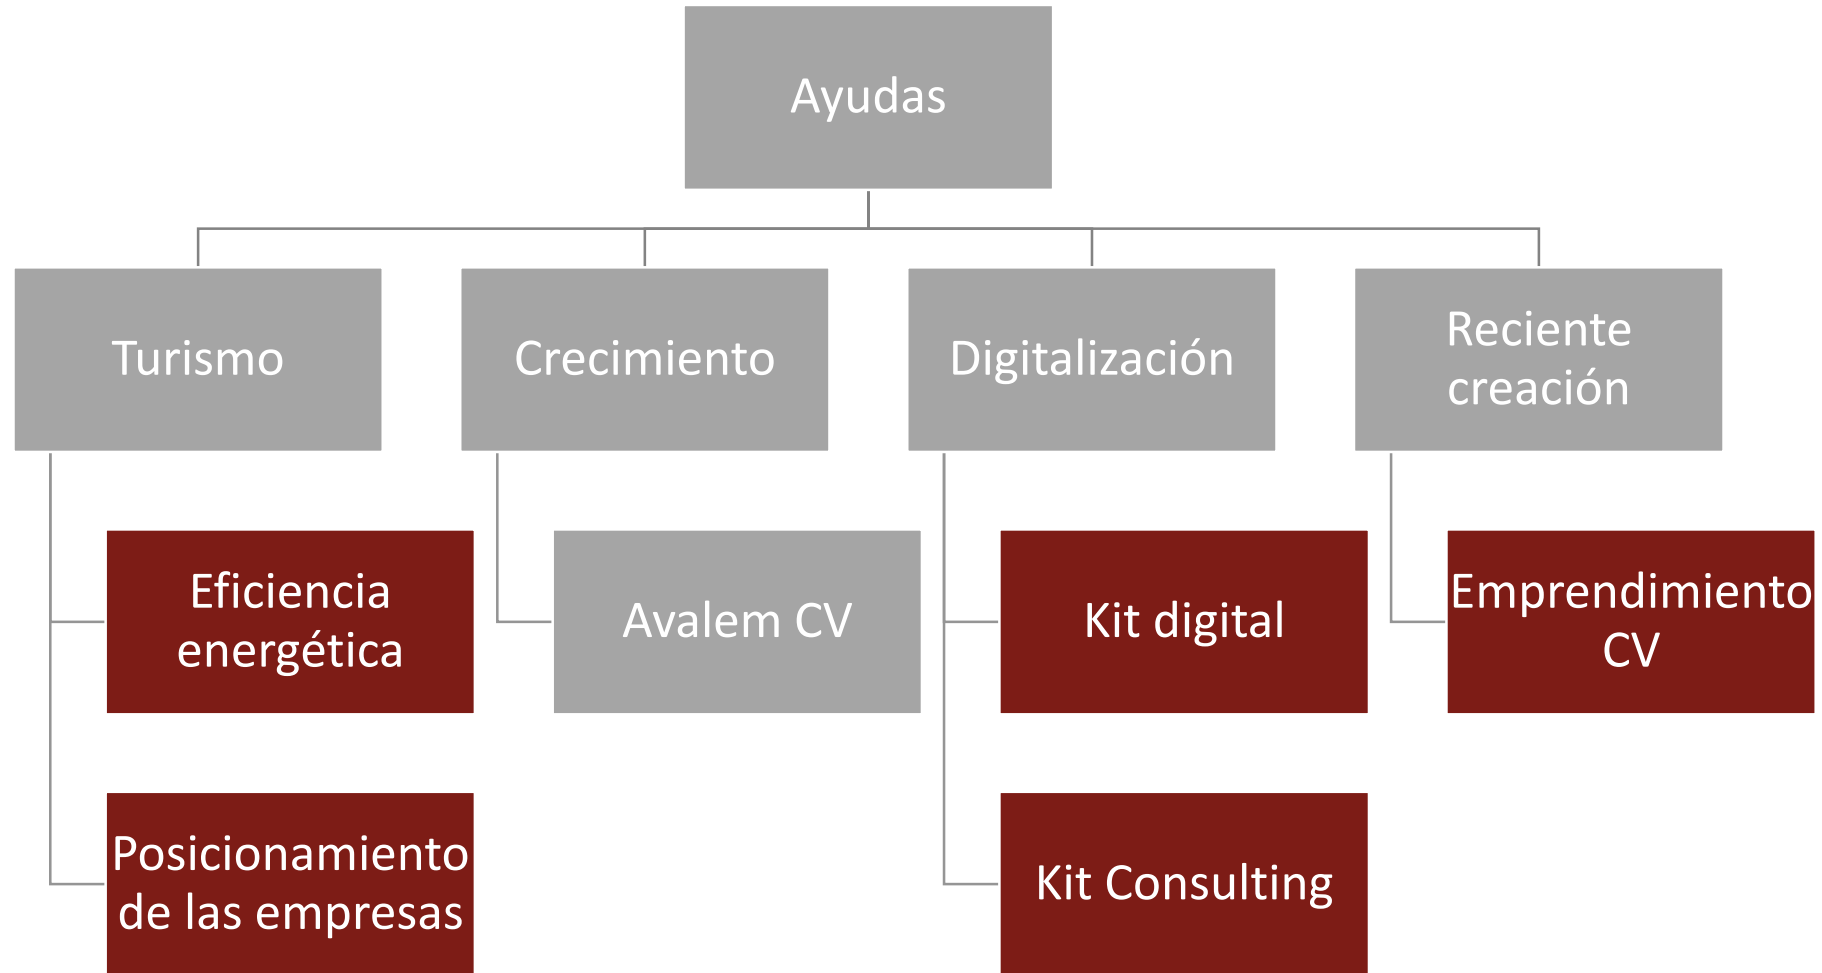 Ayudas
Turismo
Crecimiento
Digitalización
Reciente
creación
Eficiencia
energética
Avalem CV
Kit digital
Emprendimiento
CV
Posicionamiento
de las empresas
Kit Consulting